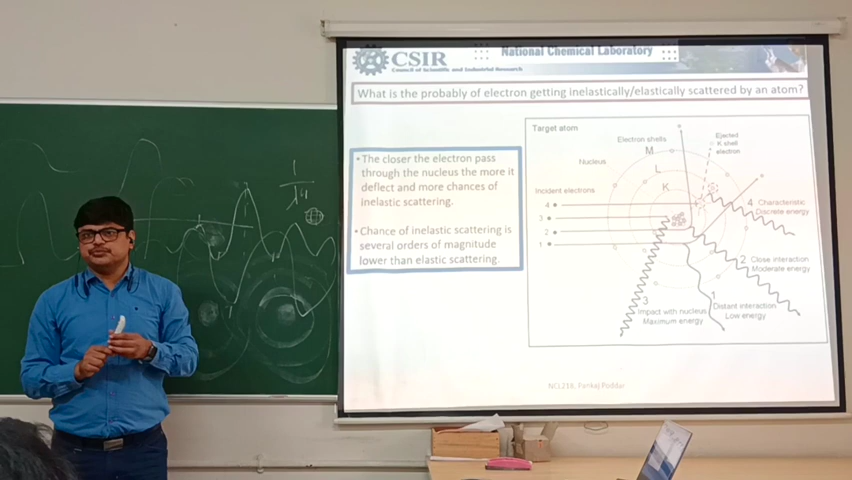 CSIR
Council of Scientific and Industrial Research
National Chemical Laboratory
What is the probably of electron getting inelastically/elastically scattered by an atom?
•The closer the electron pass
through the nucleus the more it
deflect and more chances of
inelastic scattering.
•Chance of inelastic scattering is
several orders of magnitude
lower than elastic scattering.
Target atom
Electron shells
Ejected
K shell
electron
M
Nucleus
L
K
Incident electrons
4
3
2
1
4 Characteristic
Discrete energy
2 Close interaction
Moderate energy
1
Distant interaction
Low energy
3
Impact with nucleus
Maximum energy
NCL218, Pankaj Poddar
1
λ4